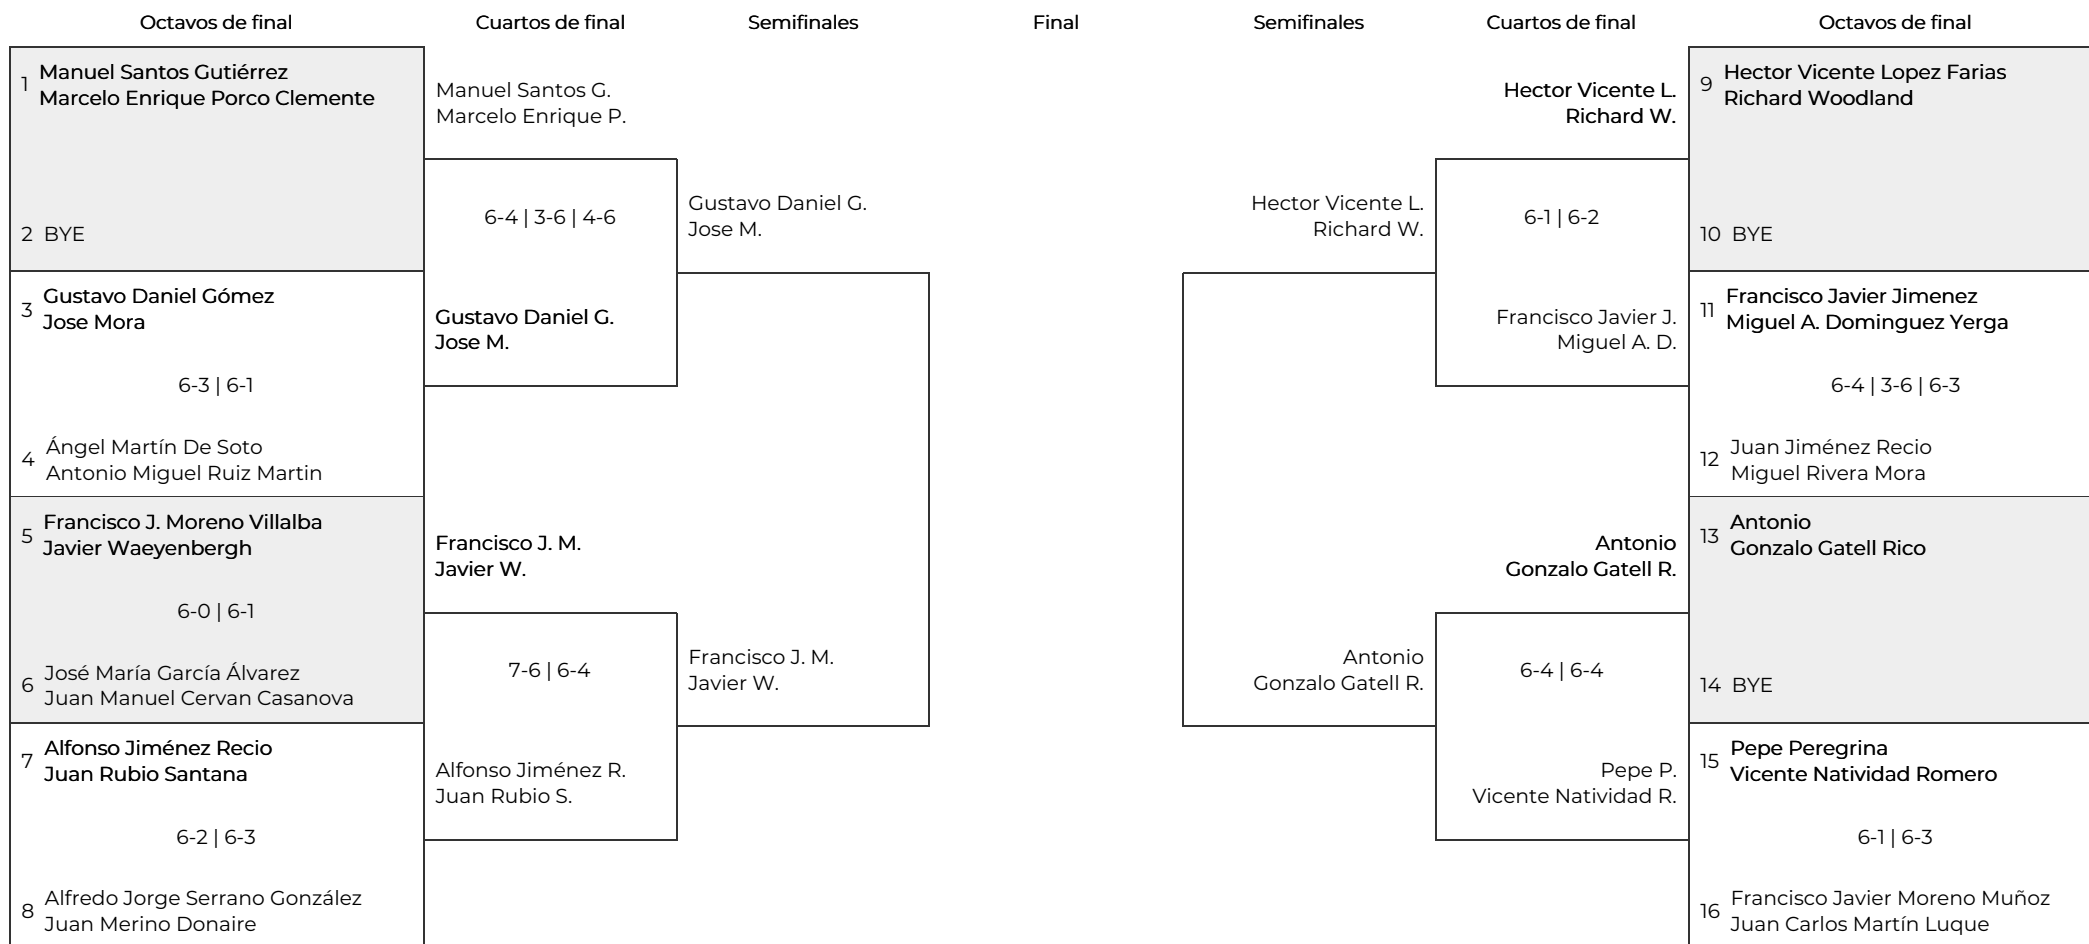 Octavos de final
Cuartos de final
Semifinales
Final
Semifinales
Cuartos de final
Octavos de final
1
Manuel Santos Gutiérrez
Marcelo Enrique Porco Clemente
2 BYE
3
Gustavo Daniel Gómez
Jose Mora
6-3 | 6-1
4
Ángel Martín De Soto
Antonio Miguel Ruiz Martin
5
Francisco J. Moreno Villalba
Javier Waeyenbergh
6-0 | 6-1
6
José María García Álvarez
Juan Manuel Cervan Casanova
7
Alfonso Jiménez Recio
Juan Rubio Santana
6-2 | 6-3
8
Alfredo Jorge Serrano González
Juan Merino Donaire
Manuel Santos G.
Marcelo Enrique P.
6-4 | 3-6 | 4-6
Gustavo Daniel G.
Jose M.
Francisco J. M.
Javier W.
7-6 | 6-4
Alfonso Jiménez R.
Juan Rubio S.
Gustavo Daniel G.
Jose M.
Francisco J. M.
Javier W.
Hector Vicente L.
Richard W.
Antonio
Gonzalo Gatell R.
Hector Vicente L.
Richard W.
6-1 | 6-2
Francisco Javier J.
Miguel A. D.
Antonio
Gonzalo Gatell R.
6-4 | 6-4
Pepe P.
Vicente Natividad R.
9
Hector Vicente Lopez Farias
Richard Woodland
10 BYE
11
Francisco Javier Jimenez
Miguel A. Dominguez Yerga
6-4 | 3-6 | 6-3
12
Juan Jiménez Recio
Miguel Rivera Mora
13
Antonio
Gonzalo Gatell Rico
14 BYE
15
Pepe Peregrina
Vicente Natividad Romero
6-1 | 6-3
16
Francisco Javier Moreno Muñoz
Juan Carlos Martín Luque